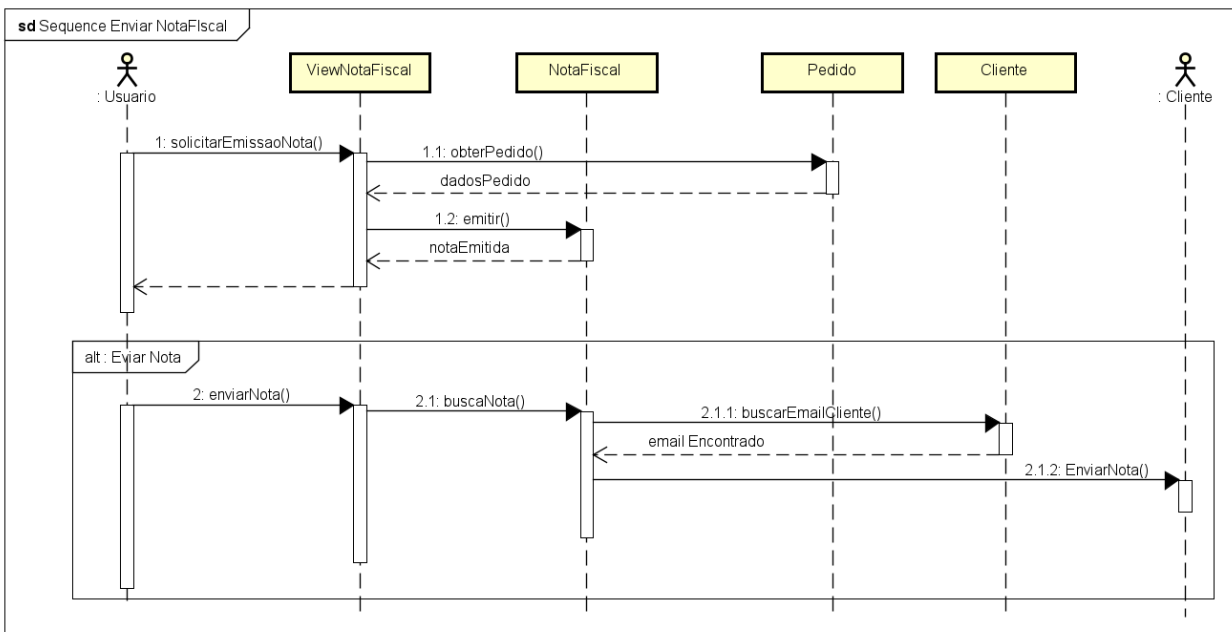 sd Sequence Enviar NotaFIscal
: Usuario
ViewNotaFiscal
NotaFiscal
Pedido
Cliente
: Cliente
1: solicitarEmissaoNota()
1.1: obterPedido()
dadosPedido
1.2: emitir()
notaEmitida
alt : Eviar Nota
2: enviarNota()
2.1: buscaNota()
2.1.1: buscarEmailCliente()
email Encontrado
2.1.2: EnviarNota()